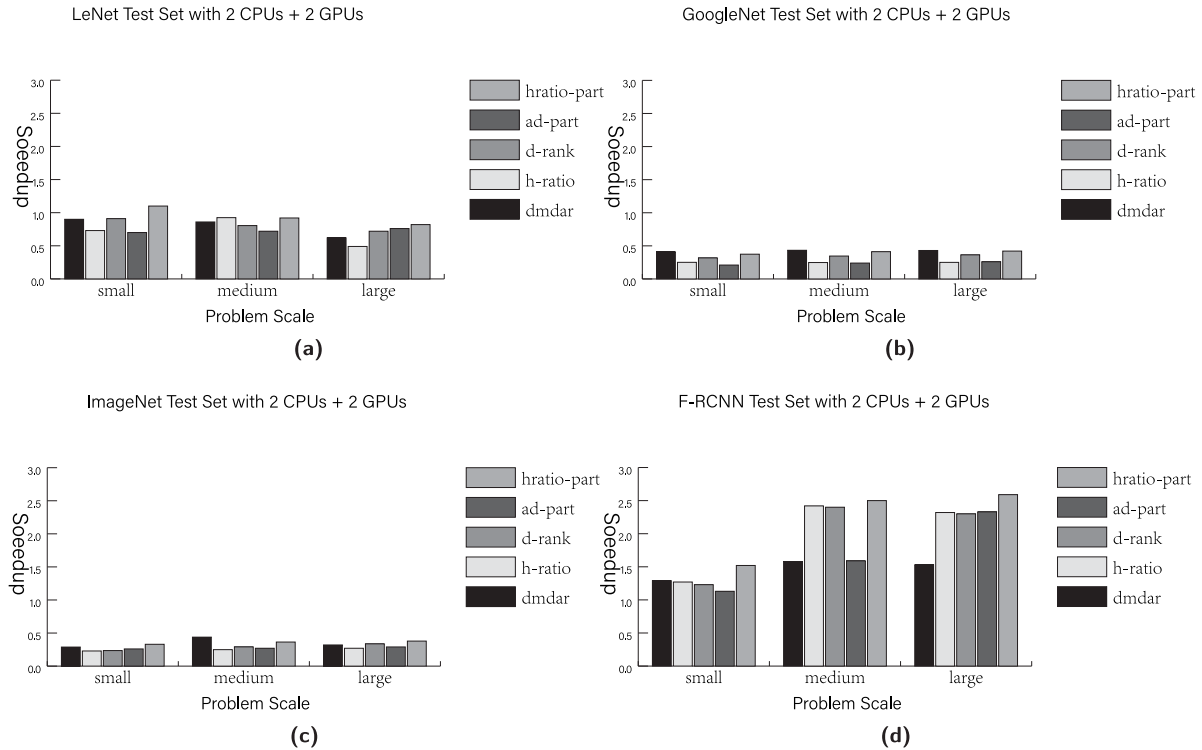 LeNet Test Set with 2 CPUs + 2 GPUs
Soeedup
3.0
2.5
2.0
1.5
1.0
0.5
0.0
small medium large
Problem Scale
hratio-part
ad-part
d-rank
h-ratio
dmdar
(a)
GoogleNet Test Set with 2 CPUs + 2 GPUs
Soeedup
3.0
2.5
2.0
1.5
1.0
0.5
0.0
small medium large
Problem Scale
hratio-part
ad-part
d-rank
h-ratio
dmdar
(b)
ImageNet Test Set with 2 CPUs + 2 GPUs
Soeedup
3.0
2.5
2.0
1.5
1.0
0.5
0.0
small medium large
Problem Scale
hratio-part
ad-part
d-rank
h-ratio
dmdar
(c)
F-RCNN Test Set with 2 CPUs + 2 GPUs
Soeedup
3.0
2.5
2.0
1.5
1.0
0.5
0.0
small medium large
Problem Scale
hratio-part
ad-part
d-rank
h-ratio
dmdar
(d)